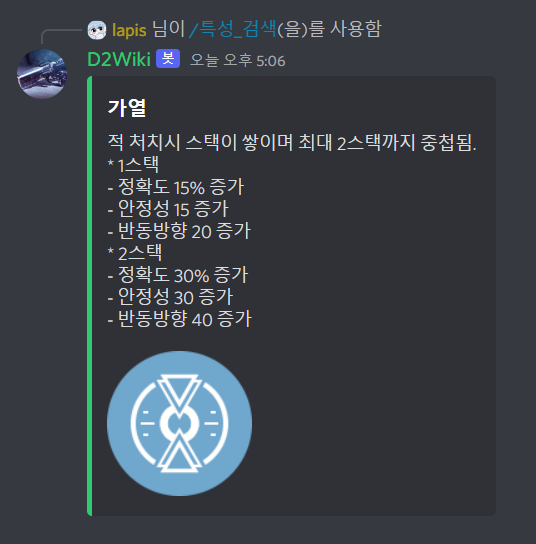 lapis 님이 /특성_검색(을)를 사용함
D2Wiki 봇 오늘 오후 5:06
가열
적 처치시 스택이 쌓이며 최대 2스택까지 중첩됨.
* 1스택
- 정확도 15% 증가
- 안정성 15 증가
- 반동방향 20 증가
* 2스택
- 정확도 30% 증가
- 안정성 30 증가
- 반동방향 40 증가